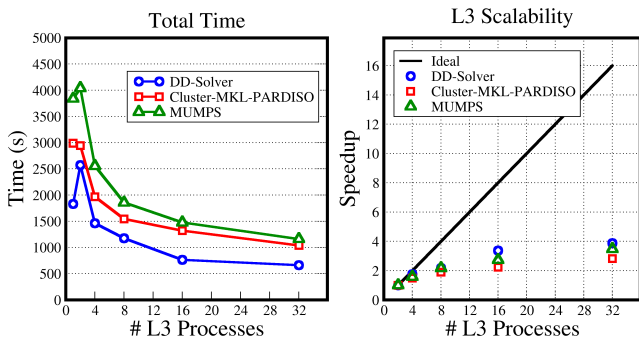 Total Time
5000
4500
4000
3500
3000
2500
2000
1500
1000
500
0
Time (s)
DD-Solver
Cluster-MKL-PARDISO
MUMPS
0 4 8 12 16 20 24 28 32
# L3 Processes
L3 Scalability
16
14
12
10
8
6
4
2
0
Speedup
Ideal
DD-Solver
Cluster-MKL-PARDISO
MUMPS
0 4 8 12 16 20 24 28 32
# L3 Processes